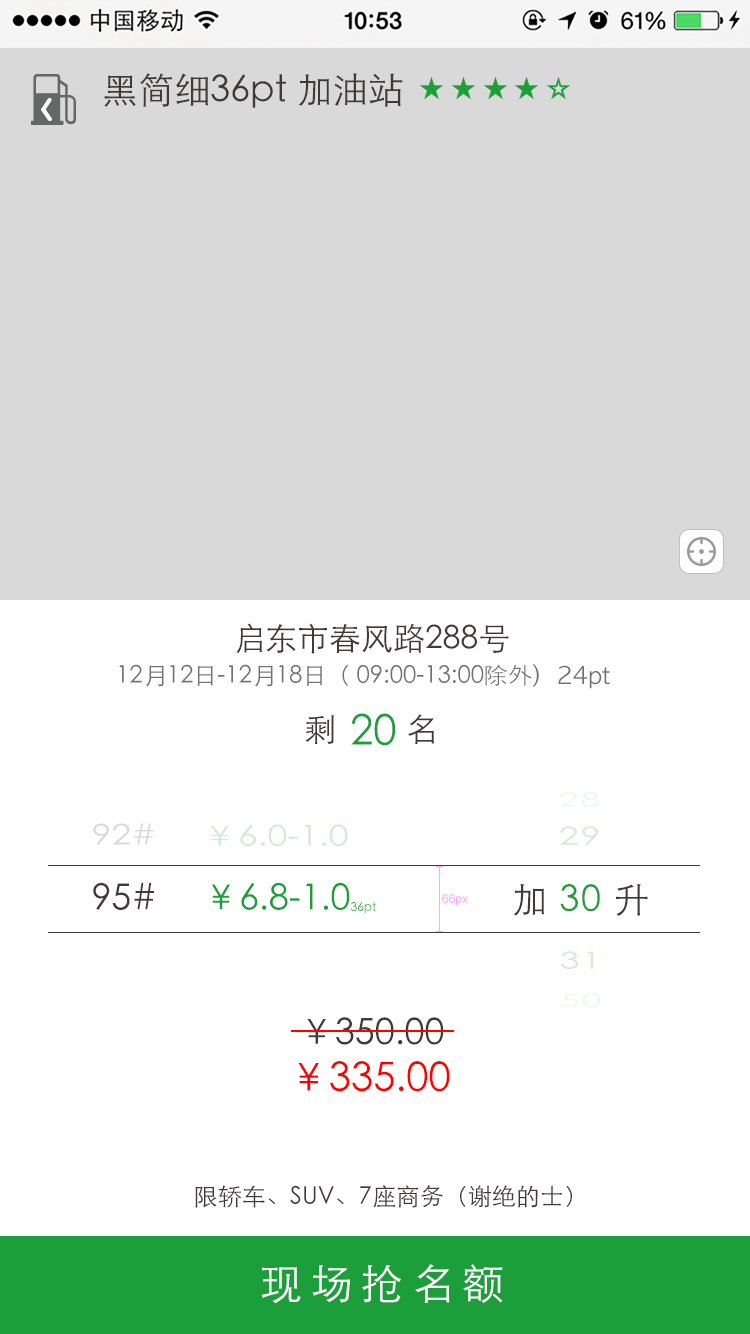 中国移动 10:53 61%
黑简细36pt 加油站 ★★★★☆
启东市春风路288号
12月12日-12月18日（09:00-13:00除外） 24pt
剩 20 名
28
92# ¥6.0-1.0 29
95# ¥6.8-1.0 36pt 66px 加 30 升
31
50
¥350.00
¥335.00
限轿车、SUV、7座商务（谢绝的士）
现场抢名额